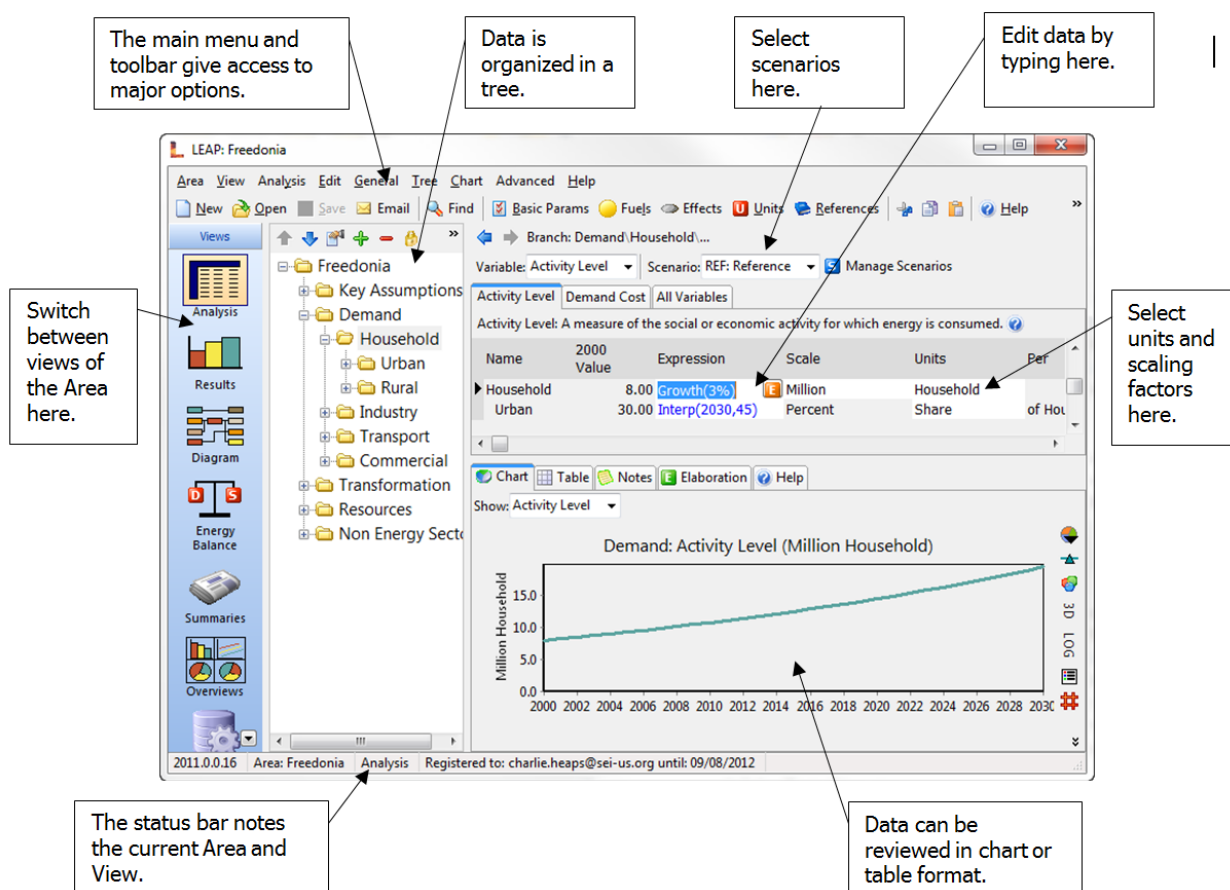 The main menu and
toolbar give access to
major options.
Data is
organized in a
tree.
Select
scenarios
here.
Edit data by
typing here.
LEAP: Freedonia
Area View Analysis Edit General Tree Chart Advanced Help
New Open Save Email Find Basic Params Fuels Effects U Units References Help »
Views
» Branch: Demand\Household\...
Variable: Activity Level Scenario: REF: Reference Manage Scenarios
Activity Level Demand Cost All Variables
Activity Level: A measure of the social or economic activity for which energy is consumed.
Name 2000 Value Expression Scale Units Per
Household 8.00 Growth(3%) E Million Household
Urban 30.00 Interp(2030,45) Percent Share of Hou
Switch
between
views of
the Area
here.
Analysis
Results
Diagram
D S
Energy
Balance
Summaries
Overviews
Freedonia
Key Assumptions
Demand
Household
Urban
Rural
Industry
Transport
Commercial
Transformation
Resources
Non Energy Secto
Select
units and
scaling
factors
here.
Chart Table Notes E Elaboration Help
Show: Activity Level
Demand: Activity Level (Million Household)
Million Household
15.0
10.0
5.0
0.0
2000 2002 2004 2006 2008 2010 2012 2014 2016 2018 2020 2022 2024 2026 2028 2030
3D
LOG
2011.0.0.16 Area: Freedonia Analysis Registered to: charlie.heaps@sei-us.org until: 09/08/2012
The status bar notes
the current Area and
View.
Data can be
reviewed in chart or
table format.